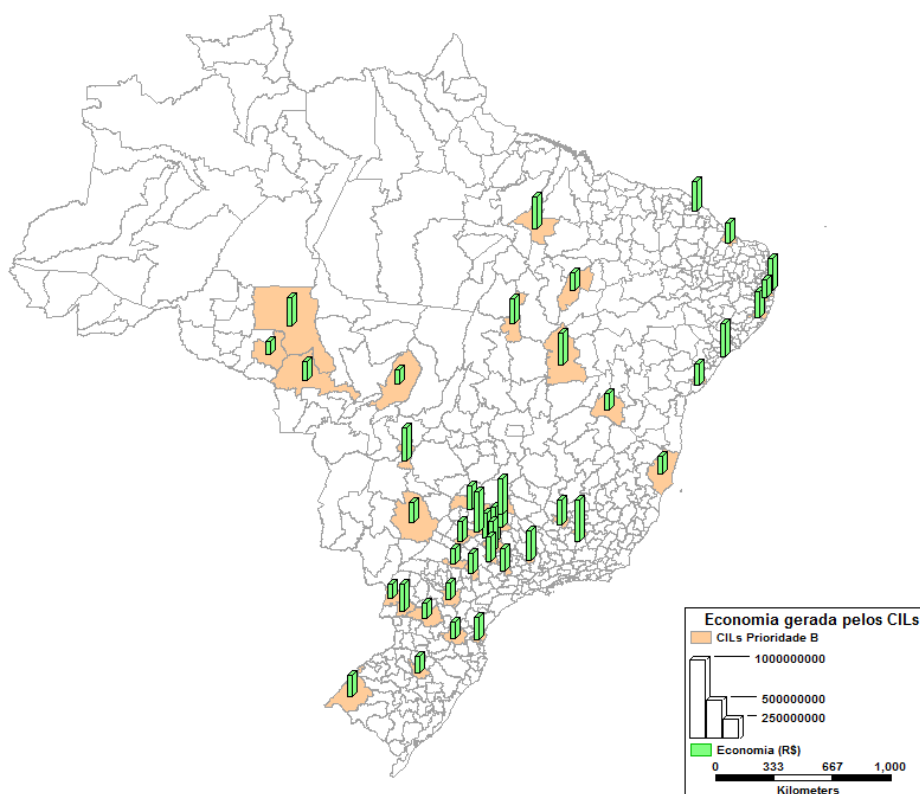 Economia gerada pelos CILs
CILs Prioridade B
1000000000
500000000
250000000
Economia (R$)
0 333 667 1,000
Kilometers